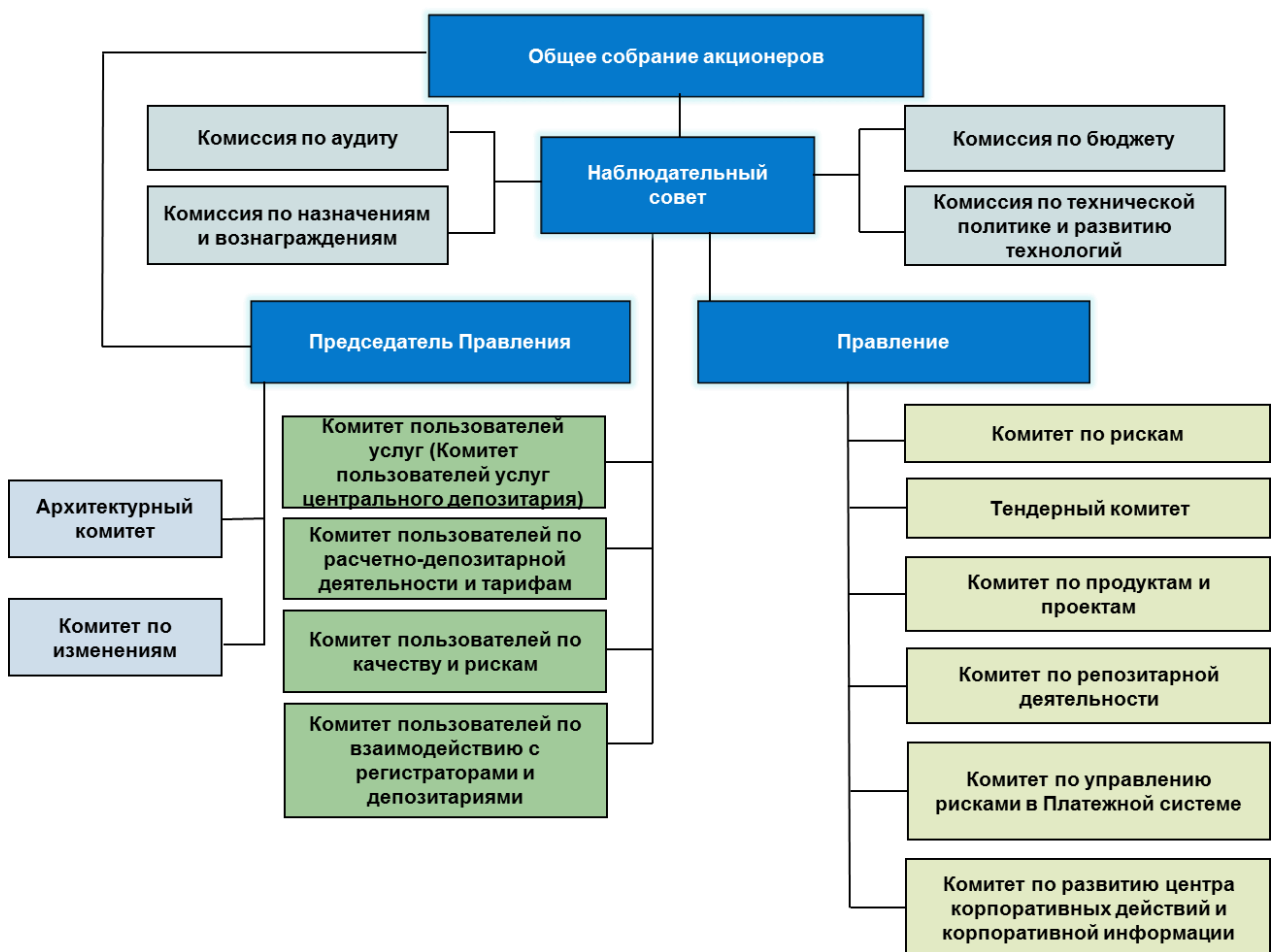 Общее собрание акционеров
Комиссия по аудиту
Комиссия по бюджету
Наблюдательный
совет
Комиссия по назначениям
и вознаграждениям
Комиссия по технической
политике и развитию
технологий
Председатель Правления
Правление
Архитектурный
комитет
Комитет по
изменениям
Комитет пользователей
услуг (Комитет
пользователей услуг
центрального депозитария)
Комитет пользователей по
расчетно-депозитарной
деятельности и тарифам
Комитет пользователей по
качеству и рискам
Комитет пользователей по
взаимодействию с
регистраторами и
депозитариями
Комитет по рискам
Тендерный комитет
Комитет по продуктам и
проектам
Комитет по репозитарной
деятельности
Комитет по управлению
рисками в Платежной системе
Комитет по развитию центра
корпоративных действий и
корпоративной информации